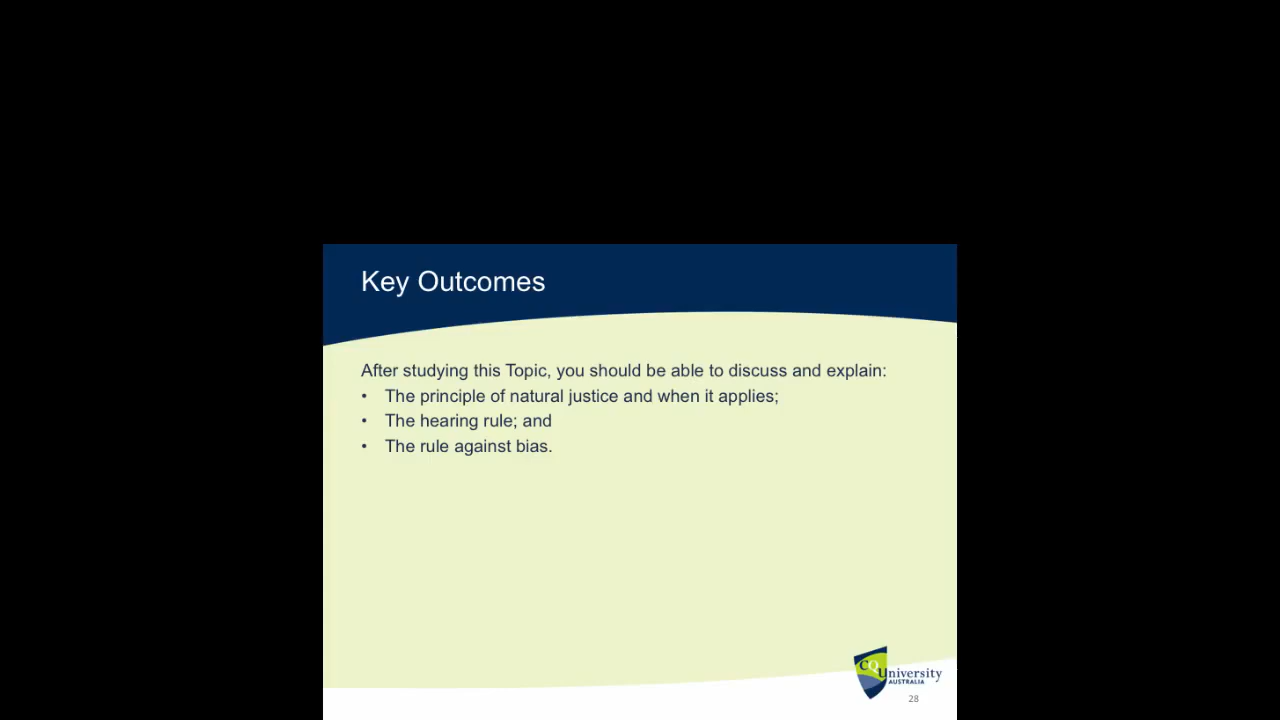 Key Outcomes
After studying this Topic, you should be able to discuss and explain:
• The principle of natural justice and when it applies;
• The hearing rule; and
• The rule against bias.
CQUniversity
AUSTRALIA
28